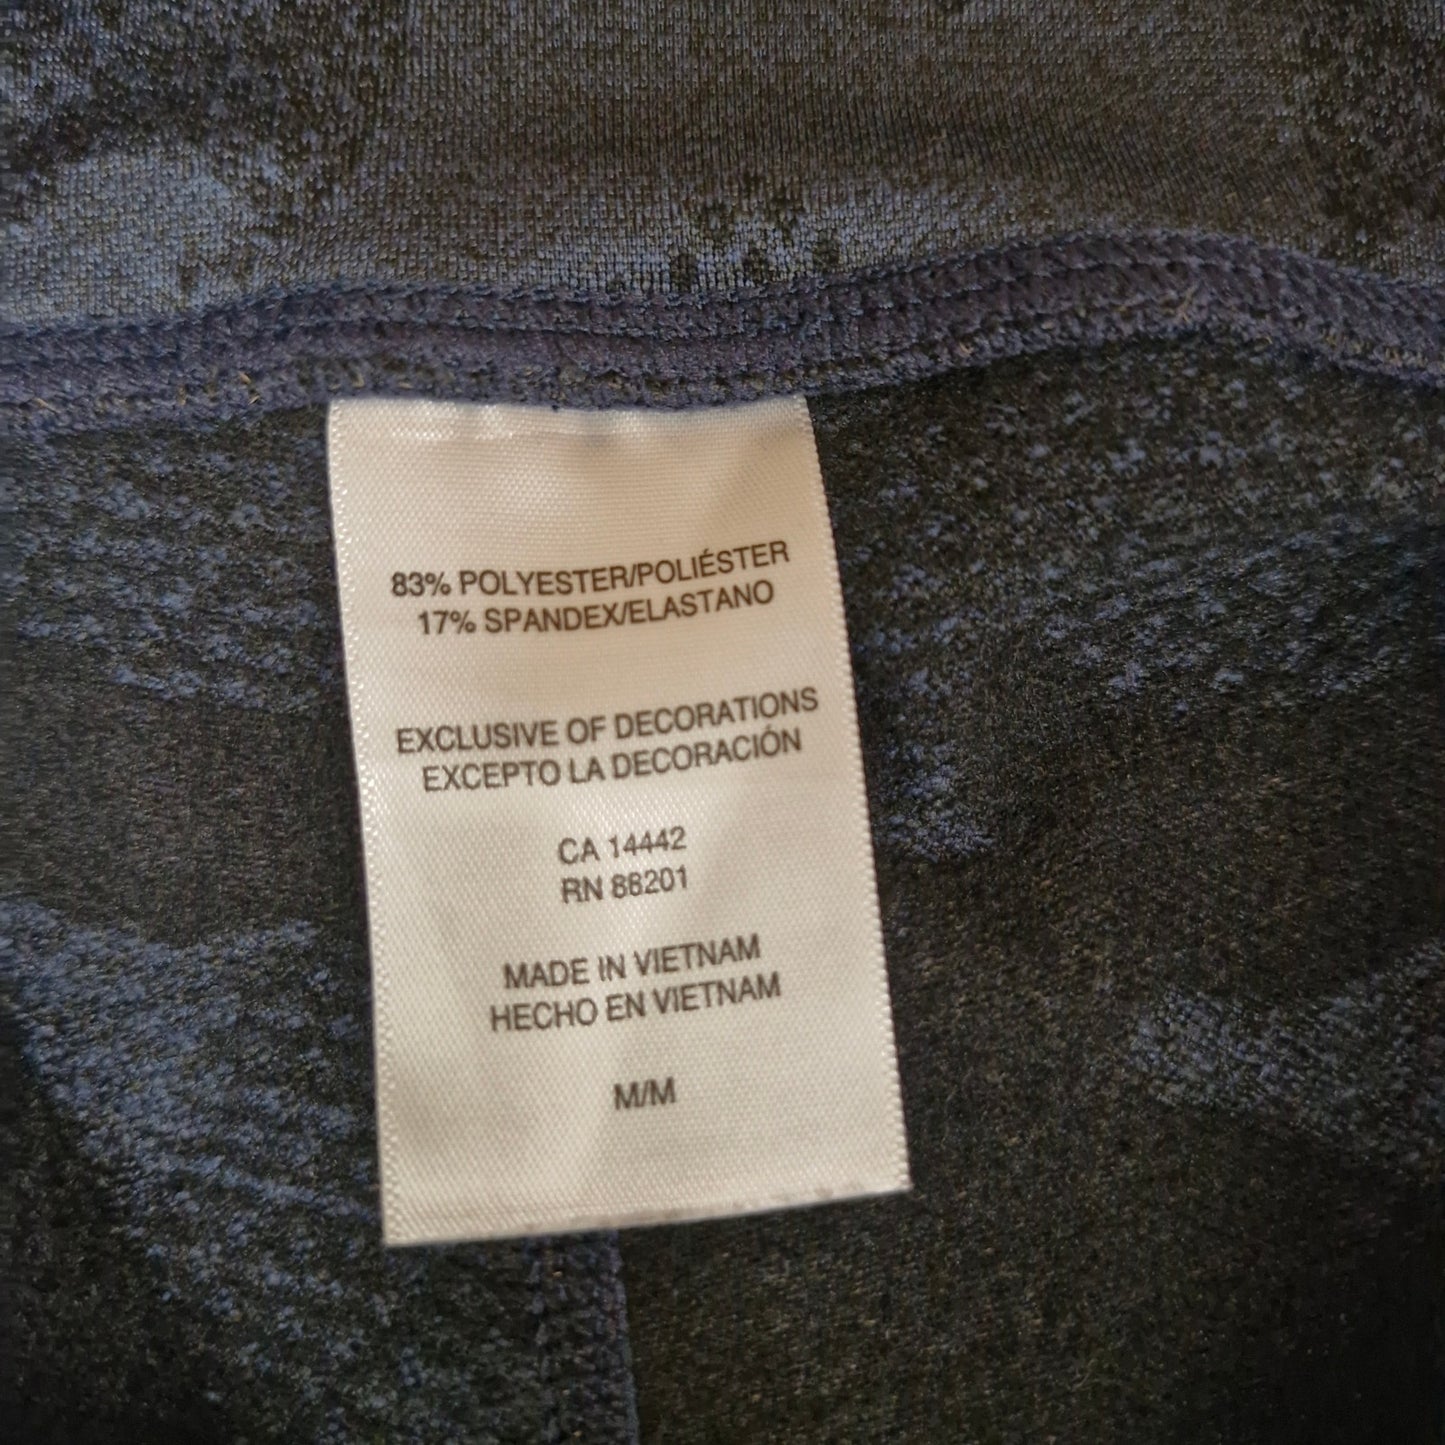 83% POLYESTER/POLIÉSTER
17% SPANDEX/ELASTANO
EXCLUSIVE OF DECORATIONS
EXCEPTO LA DECORACIÓN
CA 14442
RN 88201
MADE IN VIETNAM
HECHO EN VIETNAM
M/M